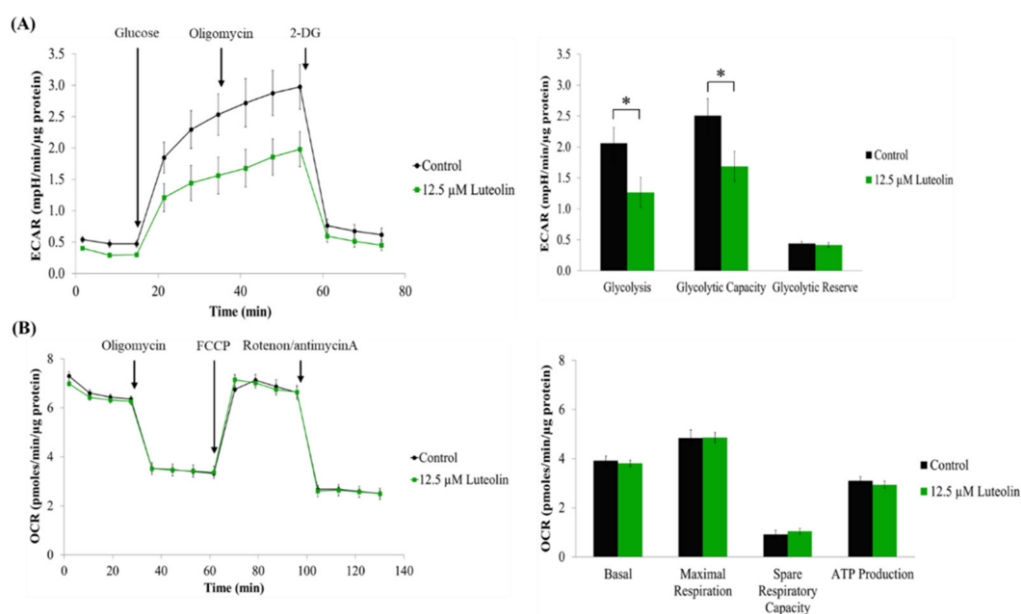 (A)
Glucose Oligomycin 2-DG
ECAR (mpH/min/µg protein)
3.5
3.0
2.5
2.0
1.5
1.0
0.5
0.0
0 20 40 60 80
Time (min)
Control
12.5 µM Luteolin
ECAR (mpH/min/µg protein)
3.5
3.0
2.5
2.0
1.5
1.0
0.5
0.0
* *
Glycolysis Glycolytic Capacity Glycolytic Reserve
Control
12.5 µM Luteolin
(B)
Oligomycin FCCP Rotenon/antimycinA
OCR (pmoles/min/µg protein)
8
6
4
2
0
0 20 40 60 80 100 120 140
Time (min)
Control
12.5 µM Luteolin
OCR (pmoles/min/µg protein)
8
6
4
2
0
Basal Maximal Spare ATP Production
Respiration Respiratory
Capacity
Control
12.5 µM Luteolin